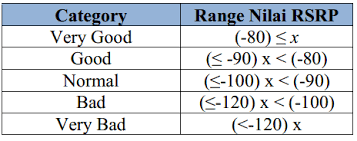 Category Range Nilai RSRP
Very Good (-80) ≤ x
Good (≤ -90) x < (-80)
Normal (≤-100) x < (-90)
Bad (≤-120) x < (-100)
Very Bad (<-120) x